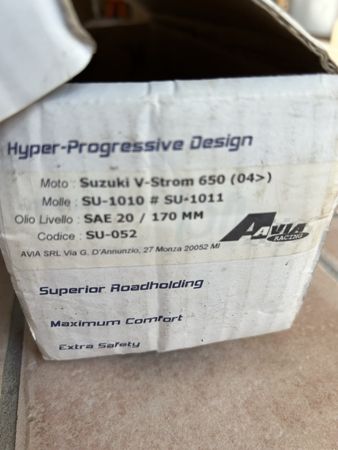 Hyper-Progressive Design
Moto : Suzuki V-Strom 650 (04>)
Molle : SU-1010 # SU-1011
Olio Livello : SAE 20 / 170 MM
Codice : SU-052
AVIA RACING
AVIA SRL Via G. D'Annunzio, 27 Monza 20052 MI
Superior Roadholding
Maximum Comfort
Extra Safety